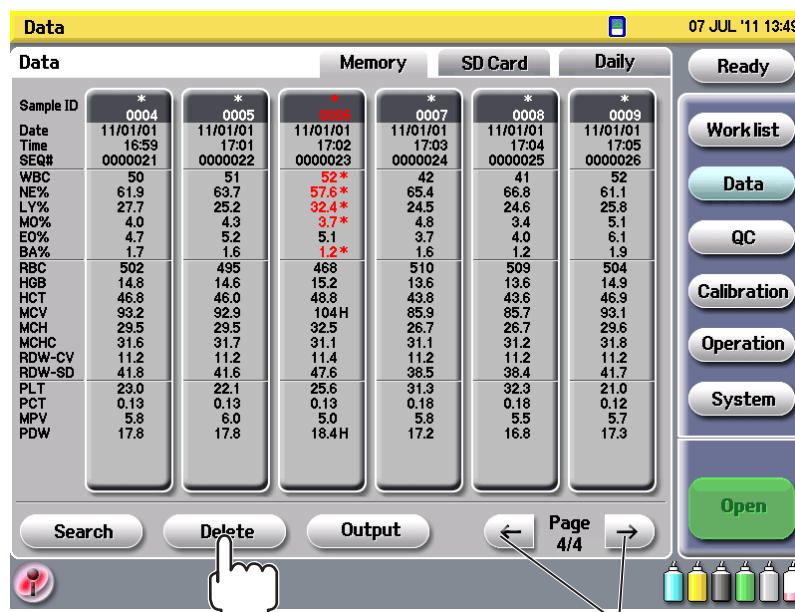 Data
07 JUL '11 13:49
Data Memory SD Card Daily
Ready
Sample ID * 0004 * 0005 * 0006 * 0007 * 0008 * 0009
Date 11/01/01 11/01/01 11/01/01 11/01/01 11/01/01 11/01/01
Time 16:59 17:01 17:02 17:03 17:04 17:05
SEQ# 0000021 0000022 0000023 0000024 0000025 0000026
WBC 50 51 52* 42 41 52
NE% 61.9 63.7 57.6* 65.4 66.8 61.1
LY% 27.7 25.2 32.4* 24.5 24.6 25.8
MO% 4.0 4.3 3.7* 4.8 3.4 5.1
EO% 4.7 5.2 5.1 3.7 4.0 6.1
BA% 1.7 1.6 1.2* 1.6 1.2 1.9
RBC 502 495 468 510 509 504
HGB 14.8 14.6 15.2 13.6 13.6 14.9
HCT 46.8 46.0 48.8 43.8 43.6 46.9
MCV 93.2 92.9 104H 85.9 85.7 93.1
MCH 29.5 29.5 32.5 26.7 26.7 29.6
MCHC 31.6 31.7 31.1 31.1 31.2 31.8
RDW-CV 11.2 11.2 11.4 11.2 11.2 11.2
RDW-SD 41.8 41.6 47.6 38.5 38.4 41.7
PLT 23.0 22.1 25.6 31.3 32.3 21.0
PCT 0.13 0.13 0.13 0.18 0.18 0.12
MPV 5.8 6.0 5.0 5.8 5.5 5.7
PDW 17.8 17.8 18.4H 17.2 16.8 17.3
Work list
Data
QC
Calibration
Operation
System
Open
Search Delete Output ← Page →
4/4